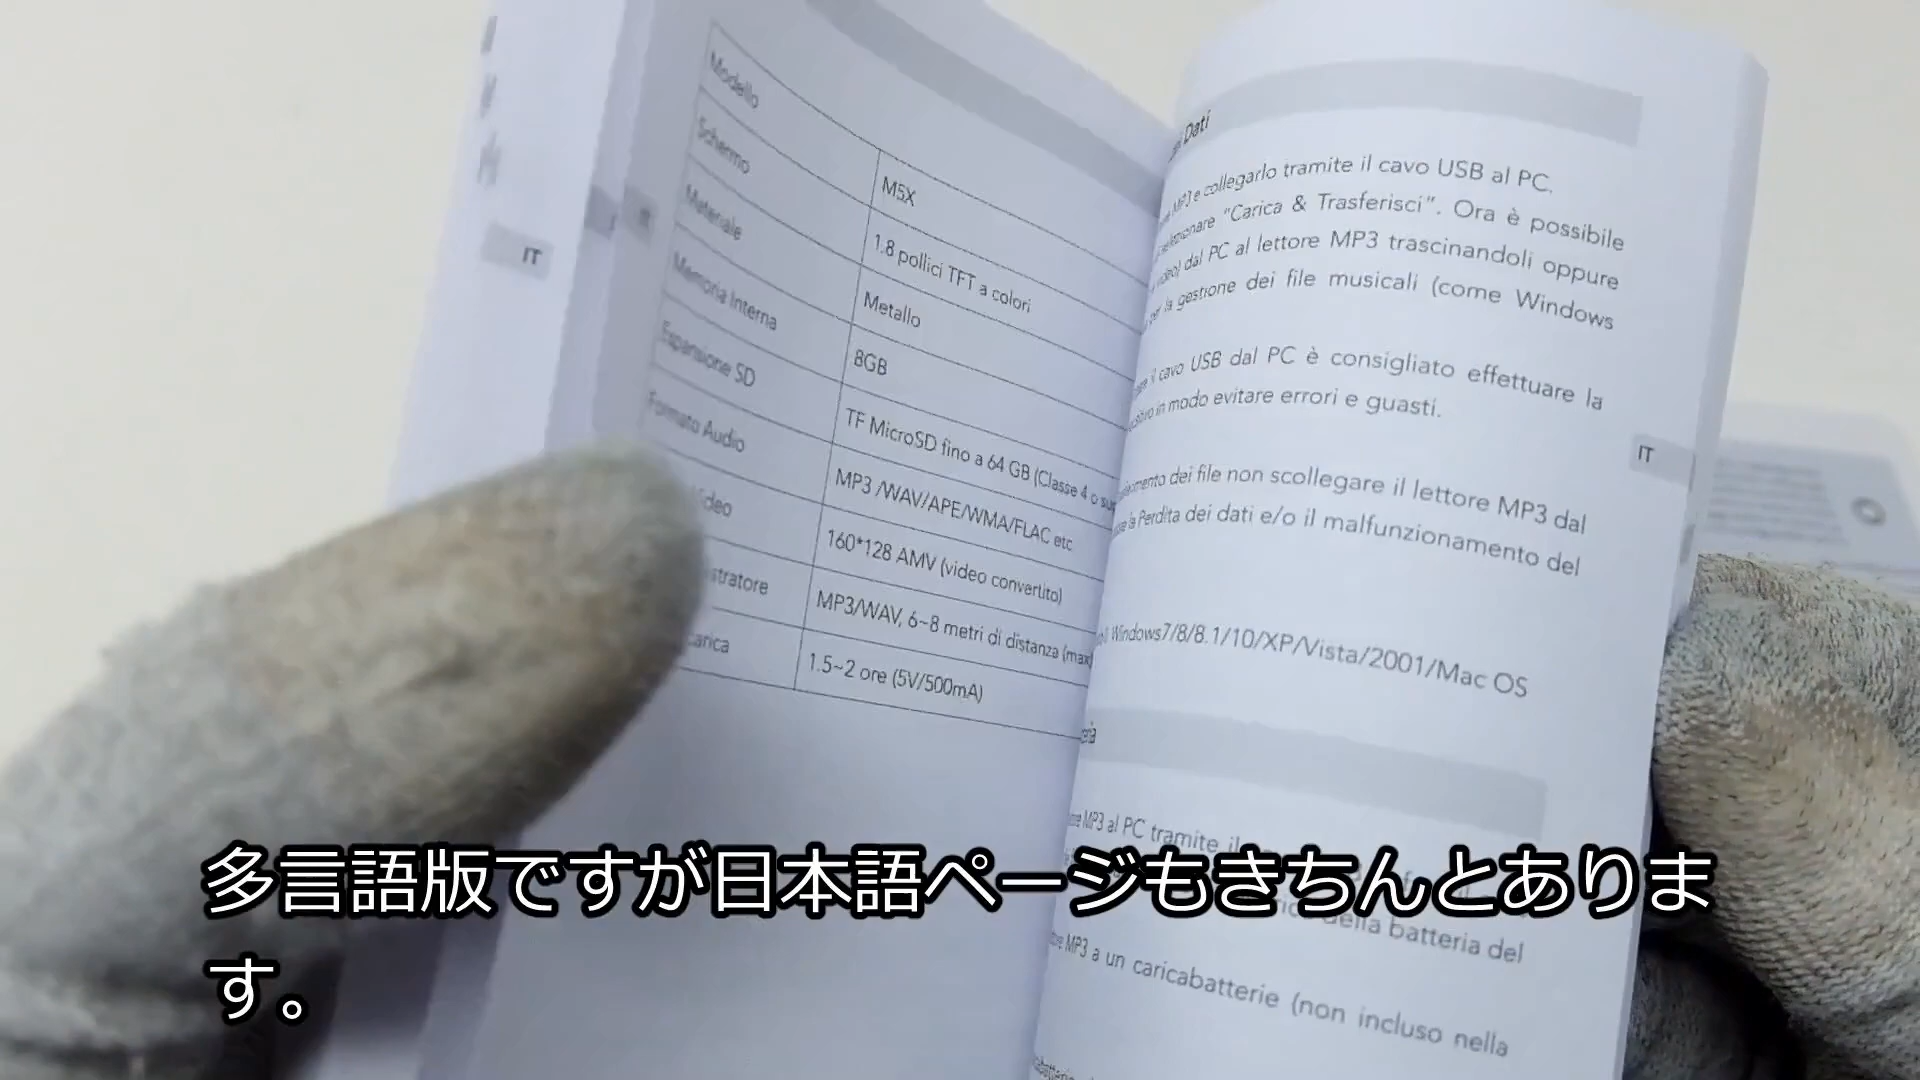 IT
Modello
M5X
Schermo
1.8 pollici TFT a colori
Materiale
Metallo
Memoria Interna
8GB
Espansione SD
TF MicroSD fino a 64 GB (Classe 4 o
Formato Audio
MP3 /WAV/APE/WMA/FLAC etc
160*128 AMV (video convertito)
MP3/WAV, 6~8 metri di distanza (max
1.5~2 ore (5V/500mA)
Dati
MP3 e collegarlo tramite il cavo USB al PC.
"Carica & Trasferisci". Ora è possibile
dal PC al lettore MP3 trascinandoli oppure
per la gestione dei file musicali (come Windows
il cavo USB dal PC è consigliato effettuare la
in modo evitare errori e guasti.
IT
dei file non scollegare il lettore MP3 dal
la Perdita dei dati e/o il malfunzionamento del
Windows7/8/8.1/10/XP/Vista/2001/Mac OS
MP3 al PC tramite
della batteria del
MP3 a un caricabatterie (non incluso nella
多言語版ですが日本語ページもきちんとありま
す。